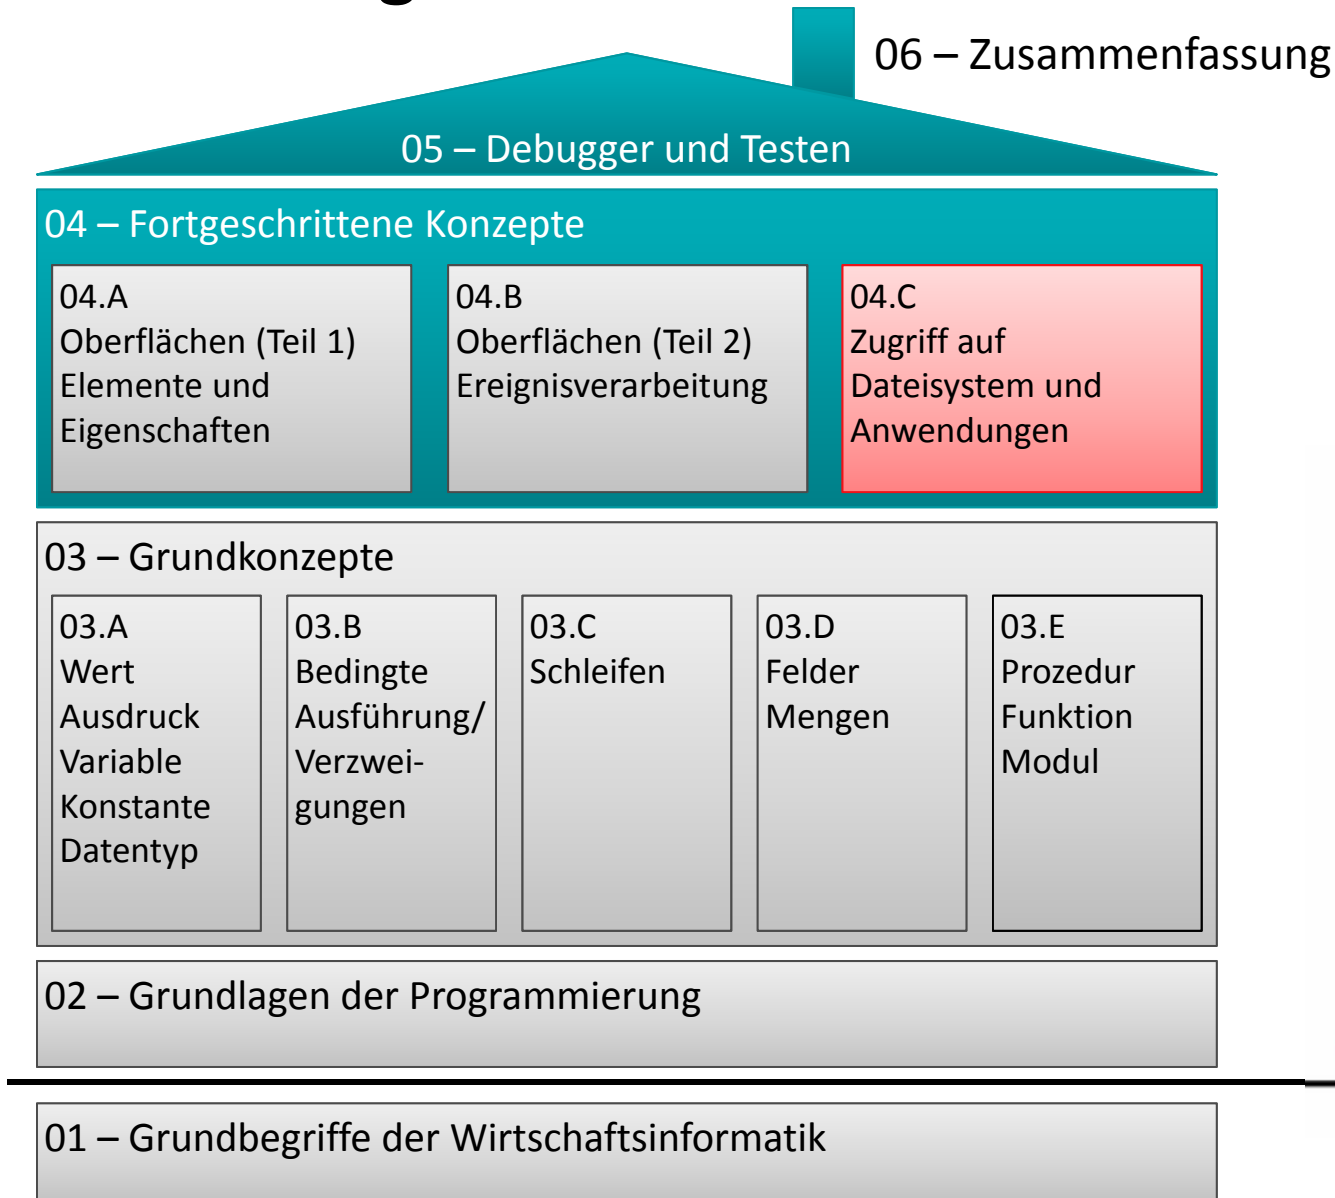 06 – Zusammenfassung
05 – Debugger und Testen
04 – Fortgeschrittene Konzepte
04.A
Oberflächen (Teil 1)
Elemente und
Eigenschaften
04.B
Oberflächen (Teil 2)
Ereignisverarbeitung
04.C
Zugriff auf
Dateisystem und
Anwendungen
03 – Grundkonzepte
03.A
Wert
Ausdruck
Variable
Konstante
Datentyp
03.B
Bedingte
Ausführung/
Verzwei-
gungen
03.C
Schleifen
03.D
Felder
Mengen
03.E
Prozedur
Funktion
Modul
02 – Grundlagen der Programmierung
01 – Grundbegriffe der Wirtschaftsinformatik